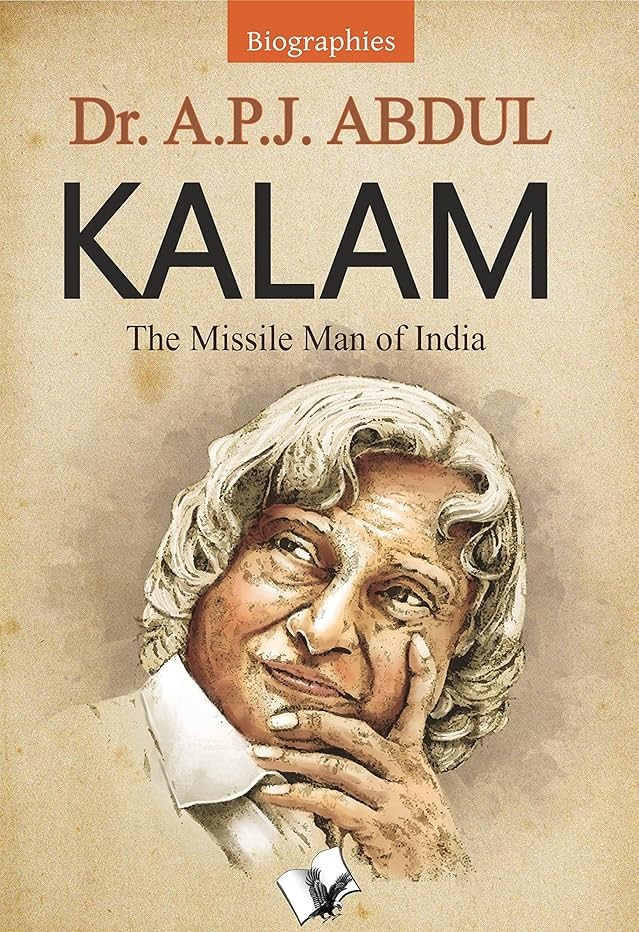 Biographies
Dr. A.P.J. ABDUL
KALAM
The Missile Man of India